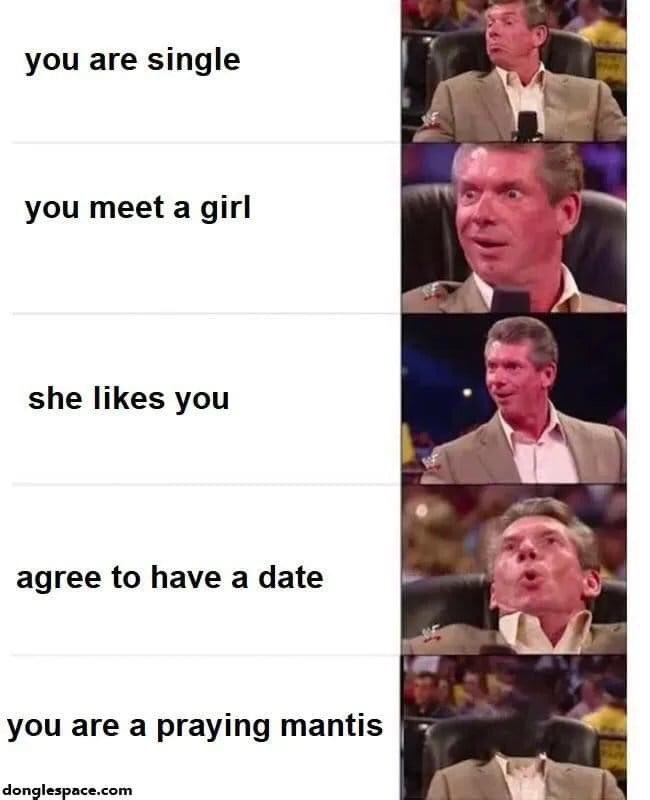 you are single
you meet a girl
she likes you
agree to have a date
you are a praying mantis
donglespace.com